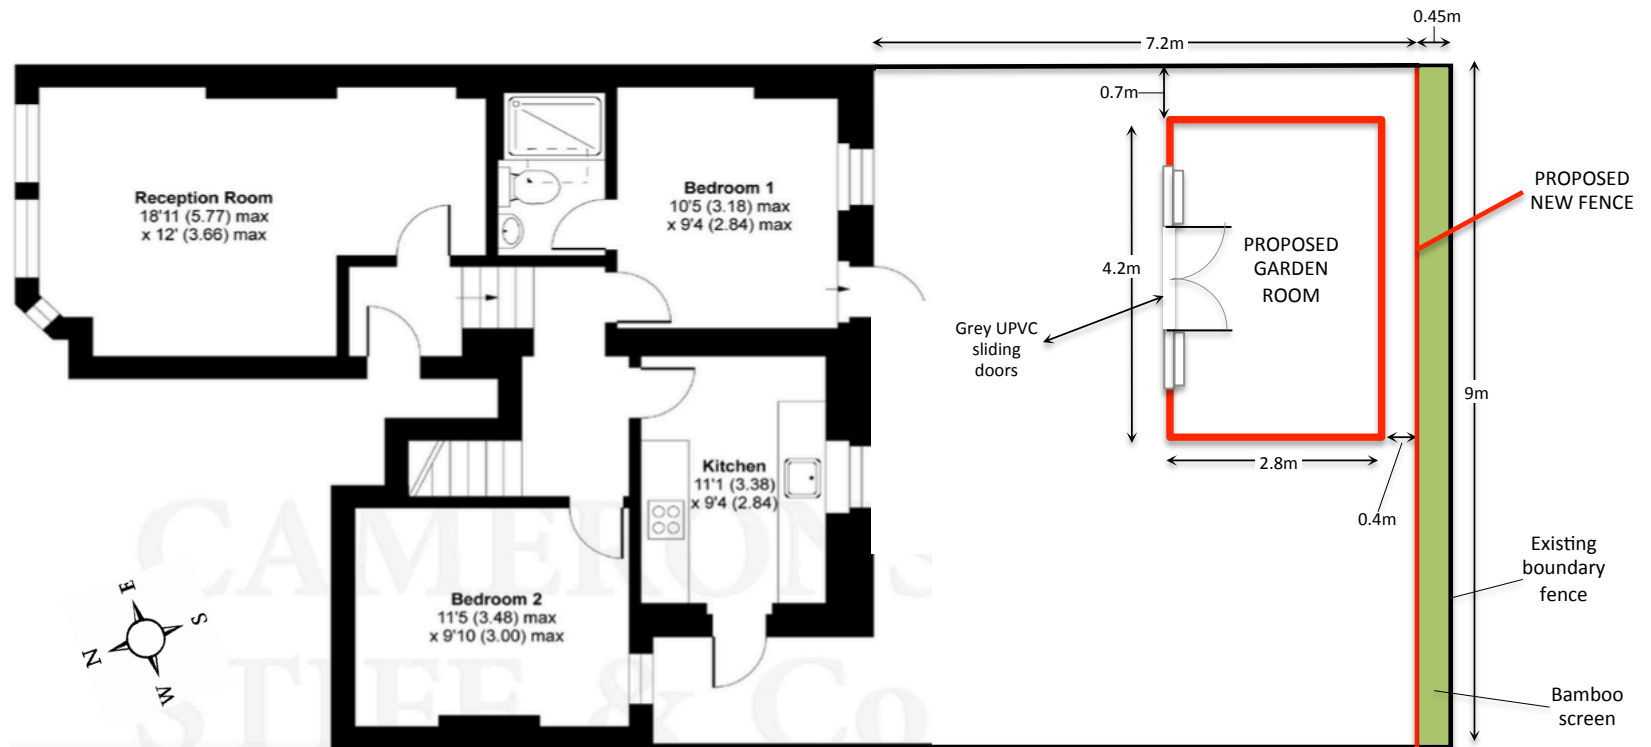 0.45m
7.2m
0.7m
Reception Room
18'11 (5.77) max
x 12' (3.66) max
Bedroom 1
10'5 (3.18) max
x 9'4 (2.84) max
PROPOSED
NEW FENCE
PROPOSED
GARDEN
ROOM
4.2m
Grey UPVC
sliding
doors
9m
2.8m
0.4m
Kitchen
11'1 (3.38)
x 9'4 (2.84)
Existing
boundary
fence
Bedroom 2
11'5 (3.48) max
x 9'10 (3.00) max
Bamboo
screen
E
S
N
W
CAMERONS
STIFF & Co